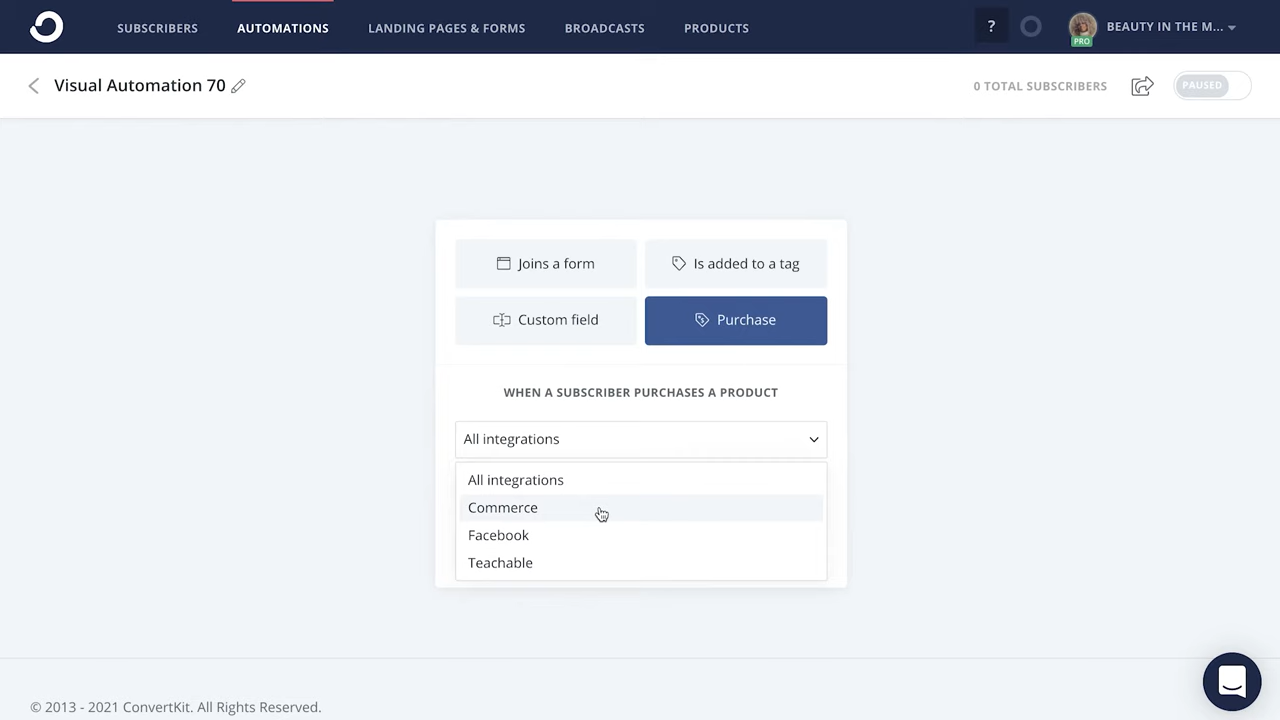 SUBSCRIBERS AUTOMATIONS LANDING PAGES & FORMS BROADCASTS PRODUCTS ? PRO BEAUTY IN THE M...
Visual Automation 70 0 TOTAL SUBSCRIBERS PAUSED
Joins a form Is added to a tag
Custom field Purchase
WHEN A SUBSCRIBER PURCHASES A PRODUCT
All integrations
All integrations
Commerce
Facebook
Teachable
© 2013 - 2021 ConvertKit. All Rights Reserved.